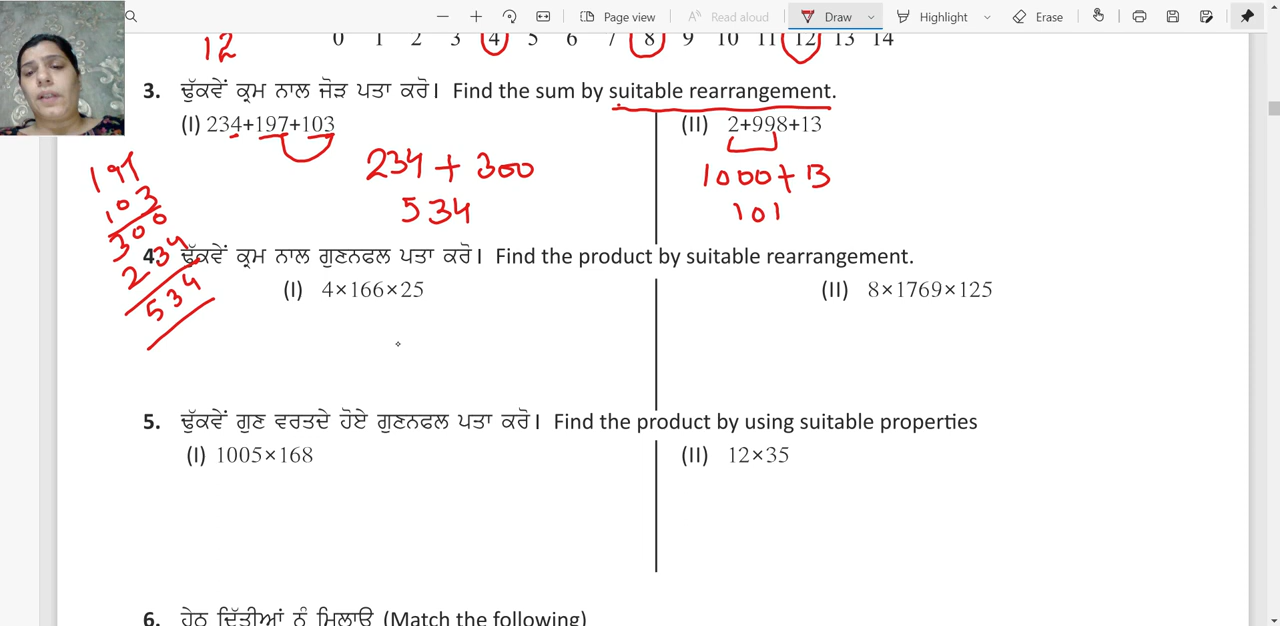 Page view Read aloud Draw Highlight Erase
12 0 1 2 3 4 5 6 7 8 9 10 11 12 13 14
3. ਢੁੱਕਵੇਂ ਕ੍ਰਮ ਨਾਲ ਜੋੜ ਪਤਾ ਕਰੋ। Find the sum by suitable rearrangement.
(I) 234+197+103 (II) 2+998+13
197
103
300
234
534
234 + 300
534
1000 + 13
101
4. ਢੁੱਕਵੇਂ ਕ੍ਰਮ ਨਾਲ ਗੁਣਨਫਲ ਪਤਾ ਕਰੋ। Find the product by suitable rearrangement.
(I) 4×166×25 (II) 8×1769×125
5. ਢੁੱਕਵੇਂ ਗੁਣ ਵਰਤਦੇ ਹੋਏ ਗੁਣਨਫਲ ਪਤਾ ਕਰੋ। Find the product by using suitable properties
(I) 1005×168 (II) 12×35
6. ਹੇਠ ਦਿੱਤੀਆਂ ਨੂੰ ਮਿਲਾਓ (Match the following)